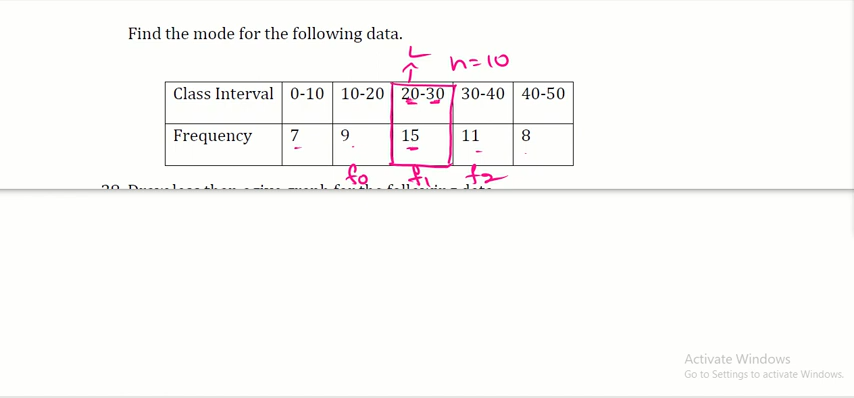 Find the mode for the following data.
L
h=10
Class Interval 0-10 10-20 20-30 30-40 40-50
Frequency 7 9 15 11 8
f0 f1 f2
Activate Windows
Go to Settings to activate Windows.